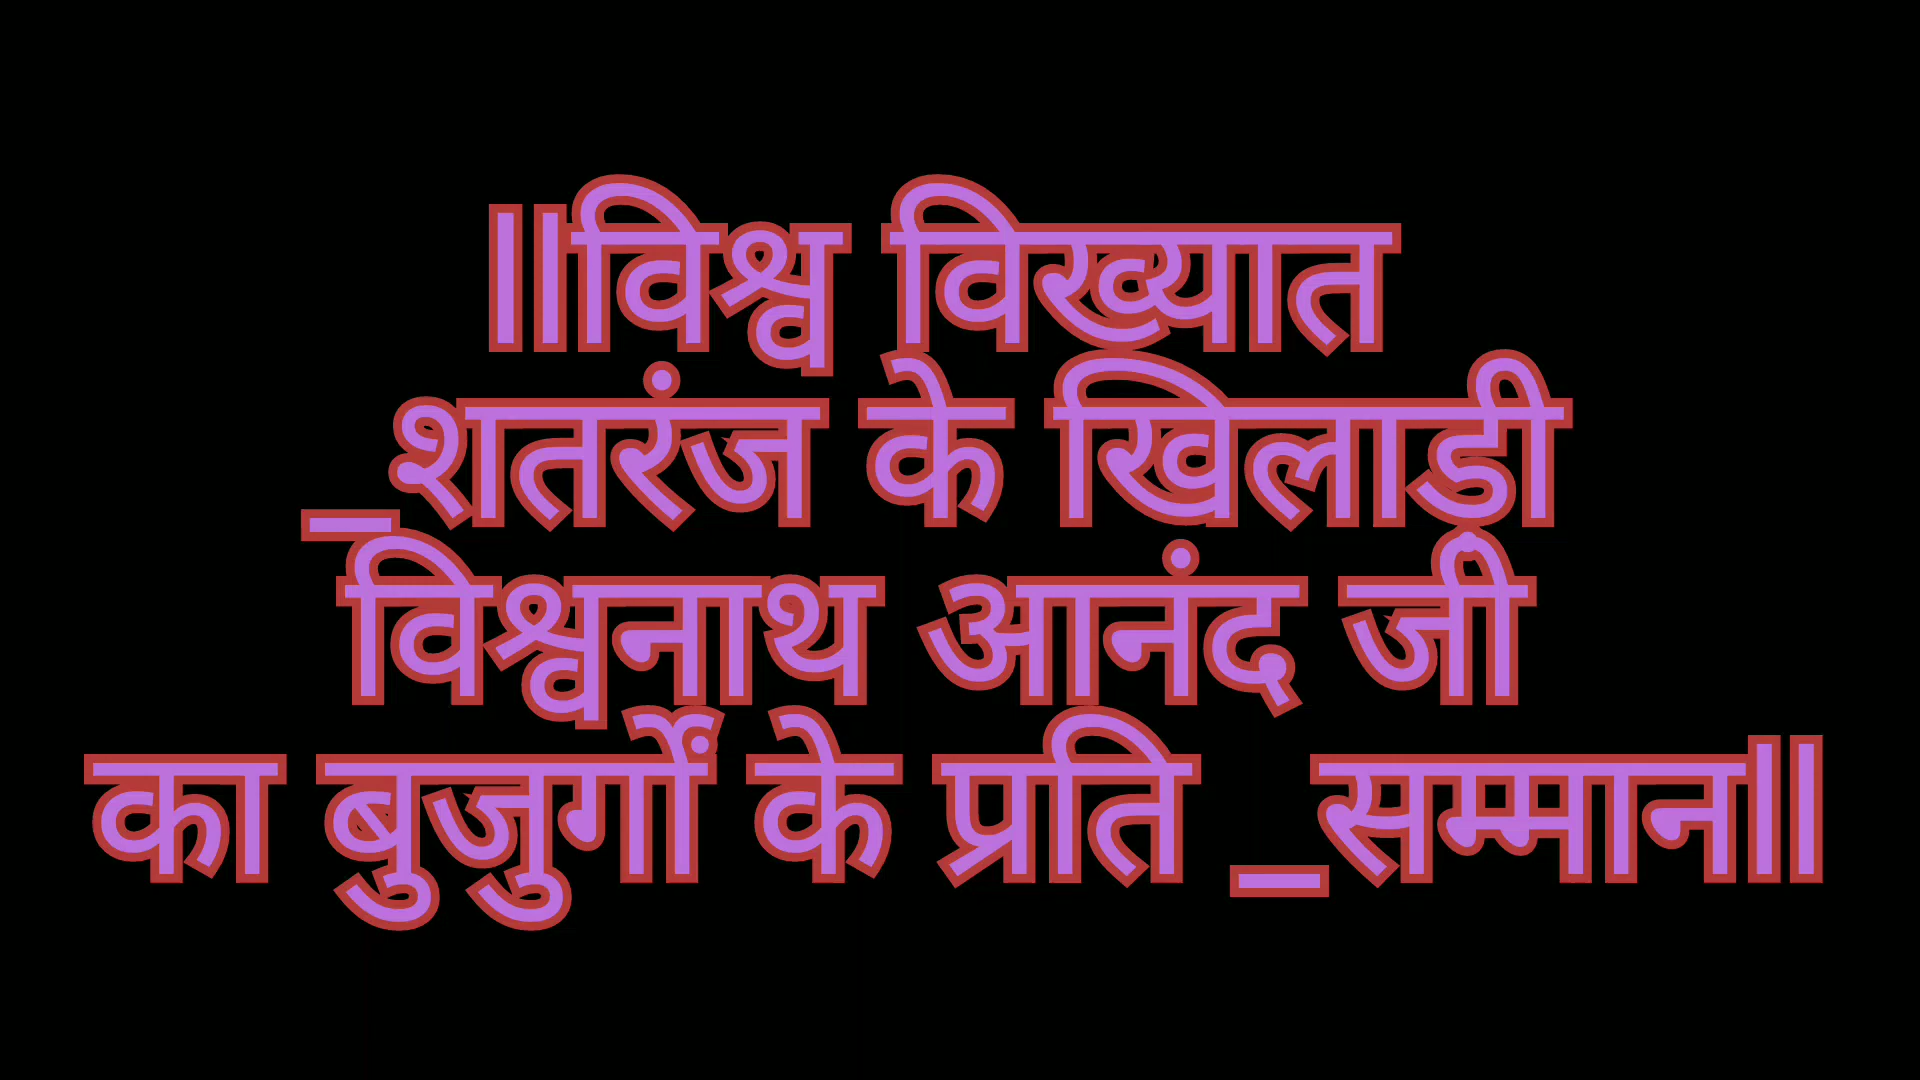 ॥विश्व विख्यात
_शतरंज के खिलाड़ी
विश्वनाथ आनंद जी
का बुजुर्गों के प्रति _सम्मान॥